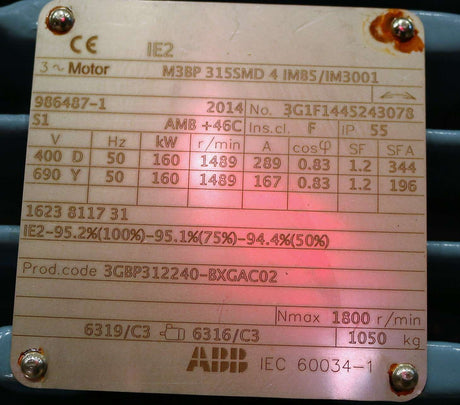 CE IE2
3~Motor M3BP 315SMD 4 IM85/IM3001
986487-1 2014 No. 3G1F1445243078
S1 AMB +46C Ins.cl. F IP 55
V Hz kW r/min A cosφ SF SFA
400 D 50 160 1489 289 0.83 1.2 344
690 Y 50 160 1489 167 0.83 1.2 196
1623 8117 31
IE2-95.2%(100%)-95.1%(75%)-94.4%(50%)
Prod.code 3GBP312240-BXGAC02
Nmax 1800 r/min
6319/C3 6316/C3 1050 kg
ABB IEC 60034-1